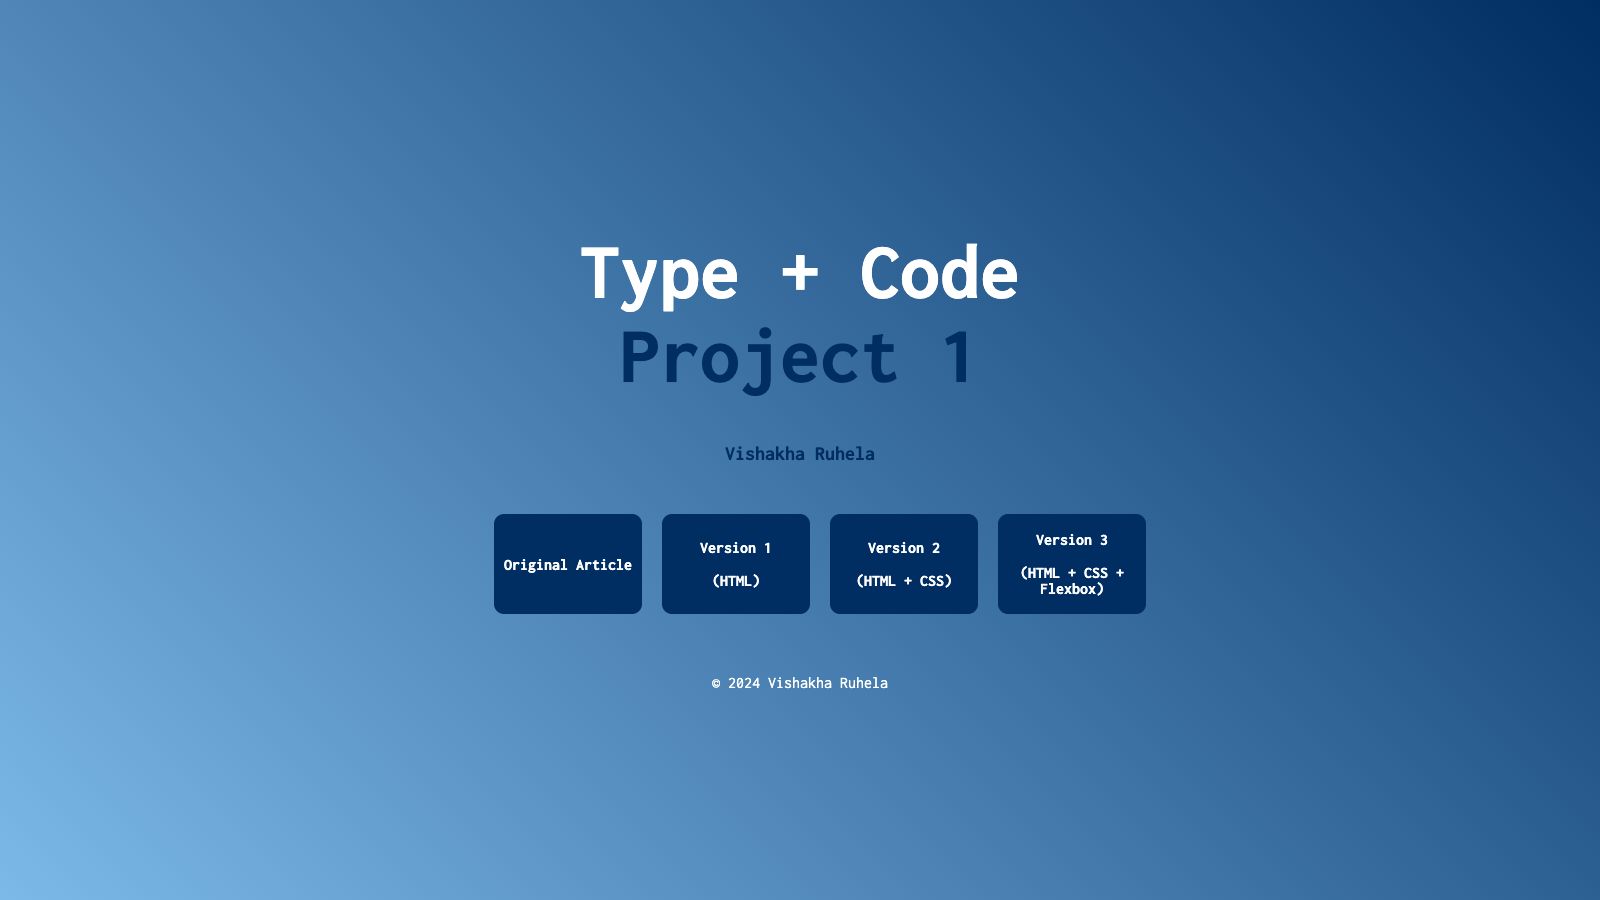 Type + Code
Project 1
Vishakha Ruhela
Original Article
Version 1
(HTML)
Version 2
(HTML + CSS)
Version 3
(HTML + CSS +
Flexbox)
© 2024 Vishakha Ruhela